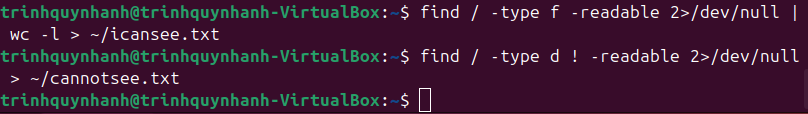 trinhquynhanh@trinhquynhanh-VirtualBox:~$ find / -type f -readable 2>/dev/null |
 wc -l > ~/icansee.txt
trinhquynhanh@trinhquynhanh-VirtualBox:~$ find / -type d ! -readable 2>/dev/null
 > ~/cannotsee.txt
trinhquynhanh@trinhquynhanh-VirtualBox:~$